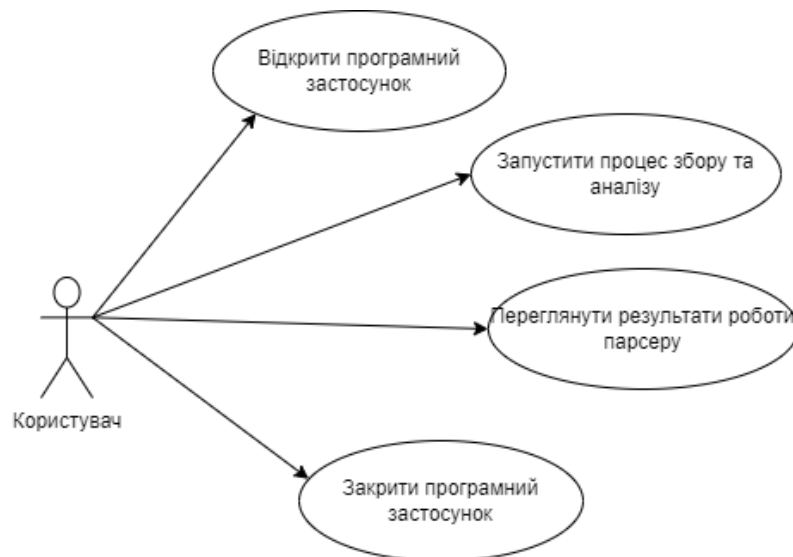 Відкрити програмний
застосунок
Запустити процес збору та
аналізу
Переглянути результати роботи
парсеру
Користувач
Закрити програмний
застосунок